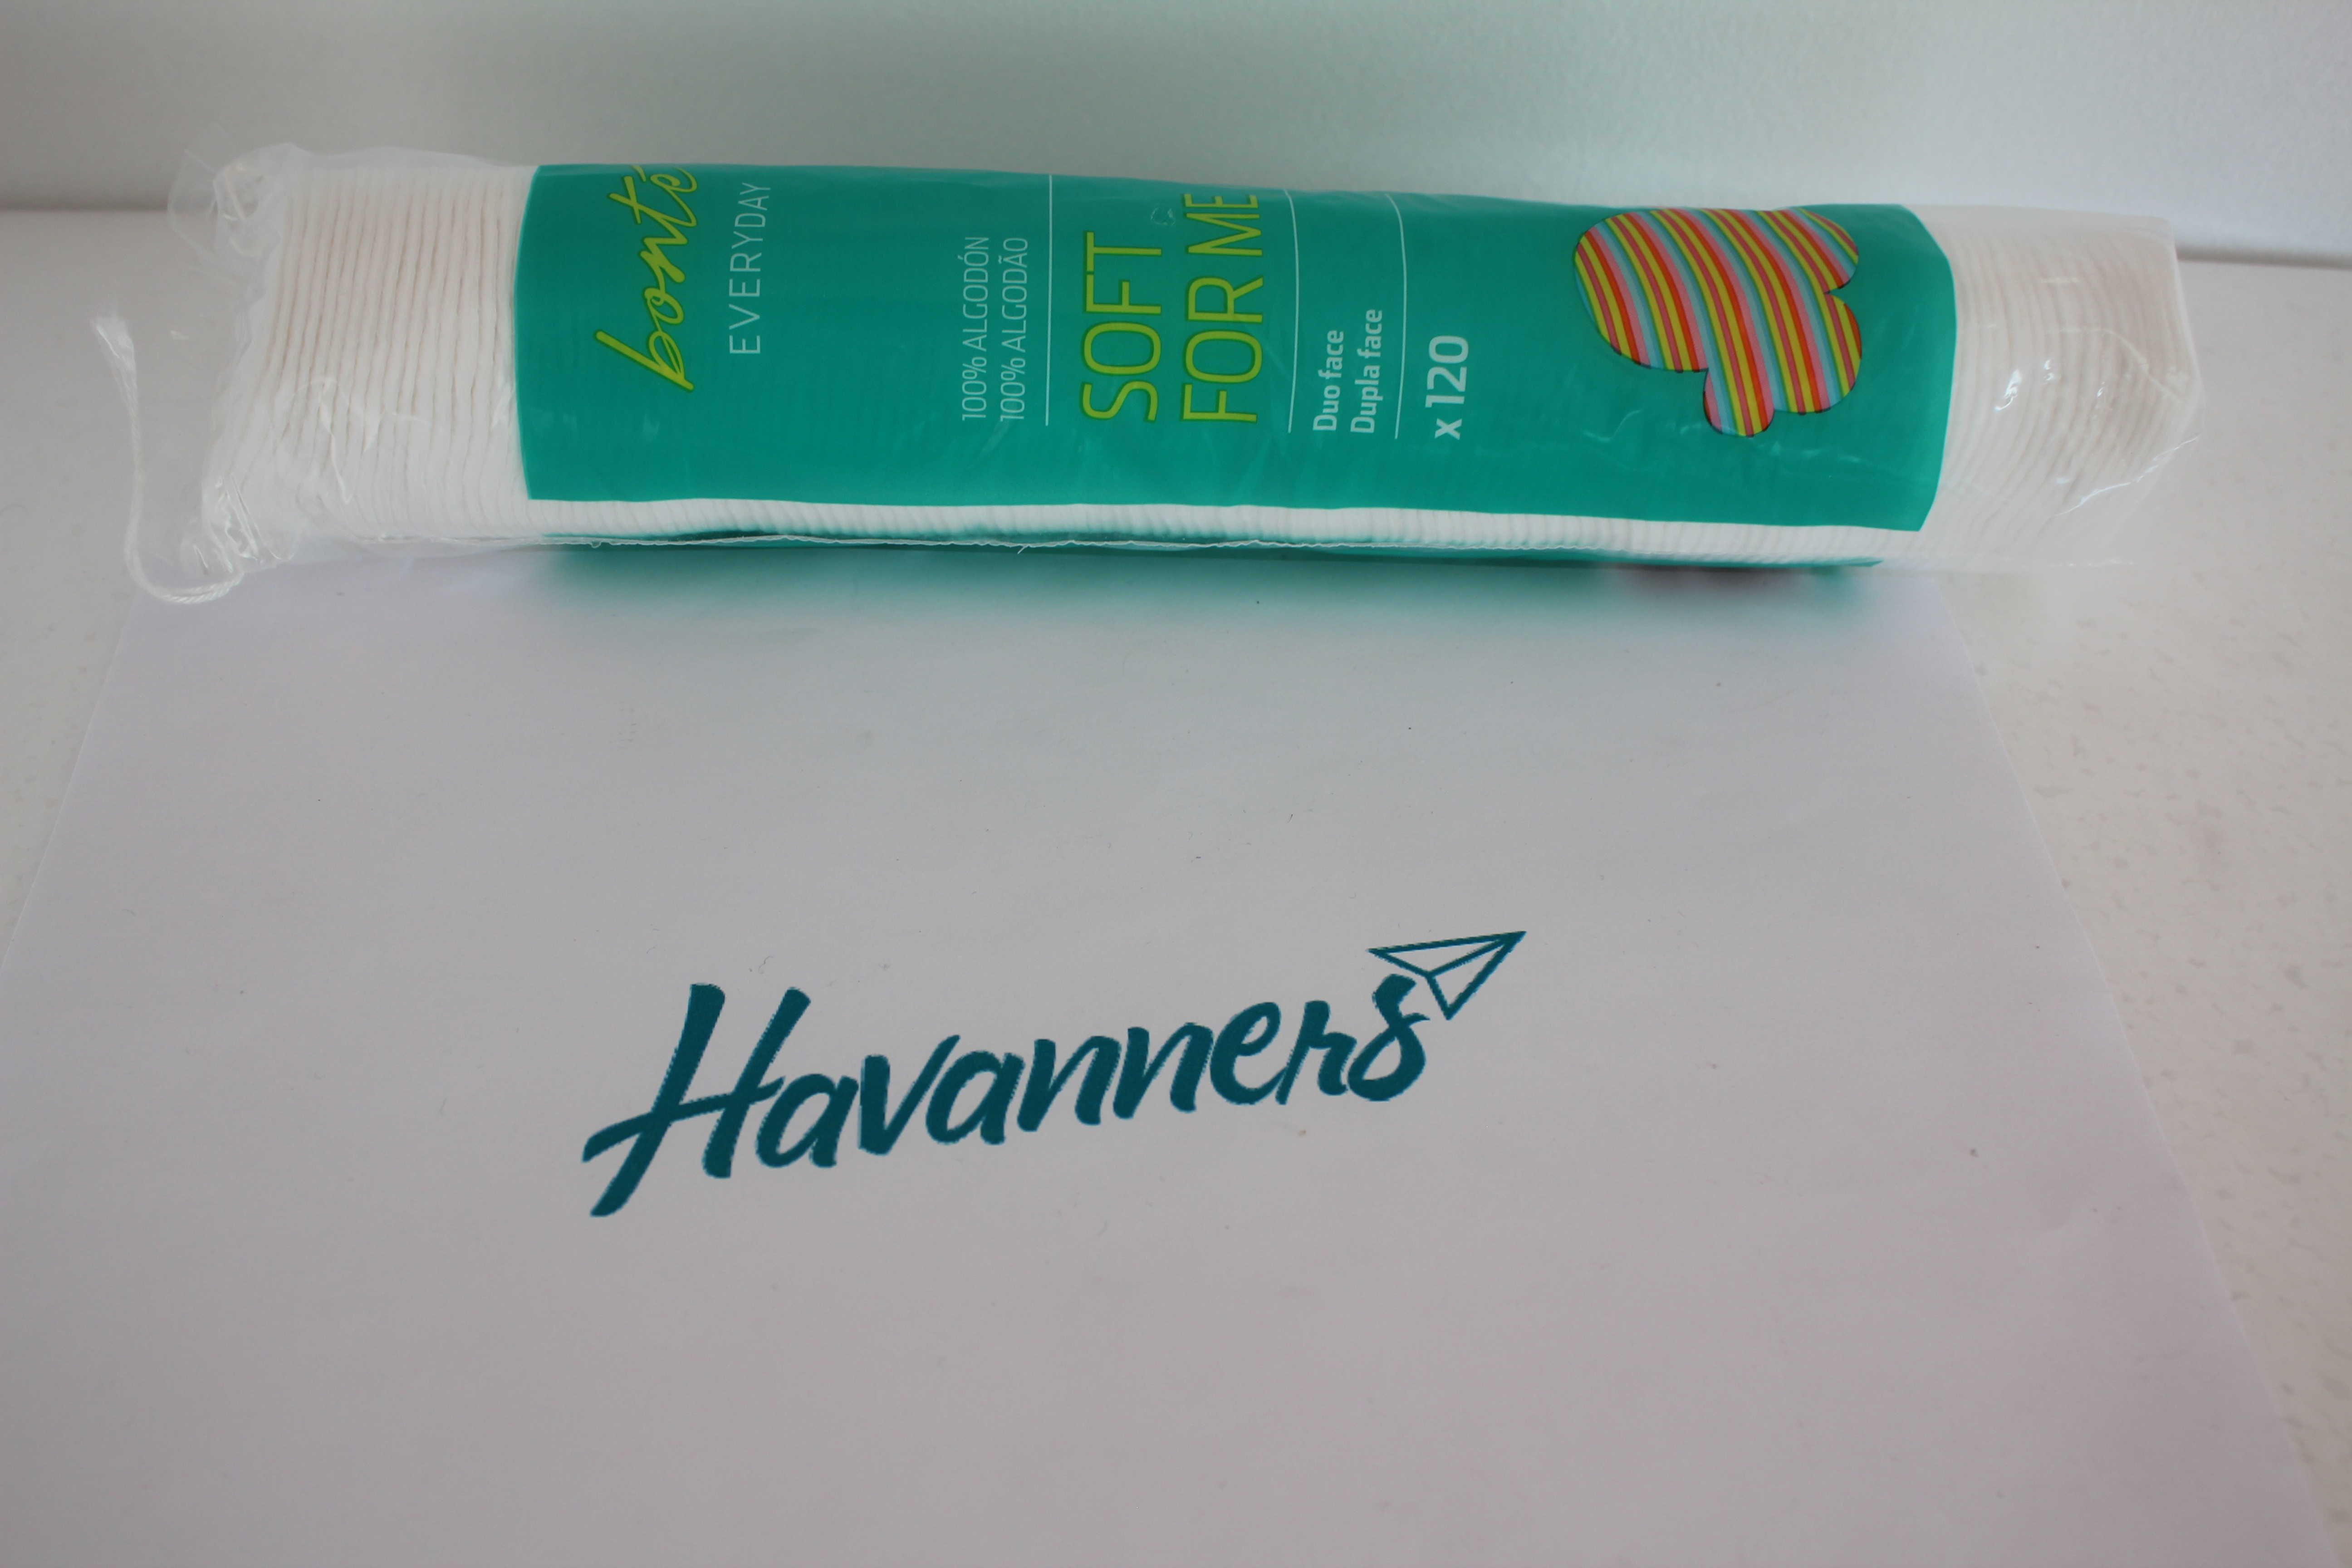 bonté
EVERYDAY
100% ALGODÓN
100% ALGODÃO
SOFT
FOR ME
Duo face
Dupla face
x 120
Havanners